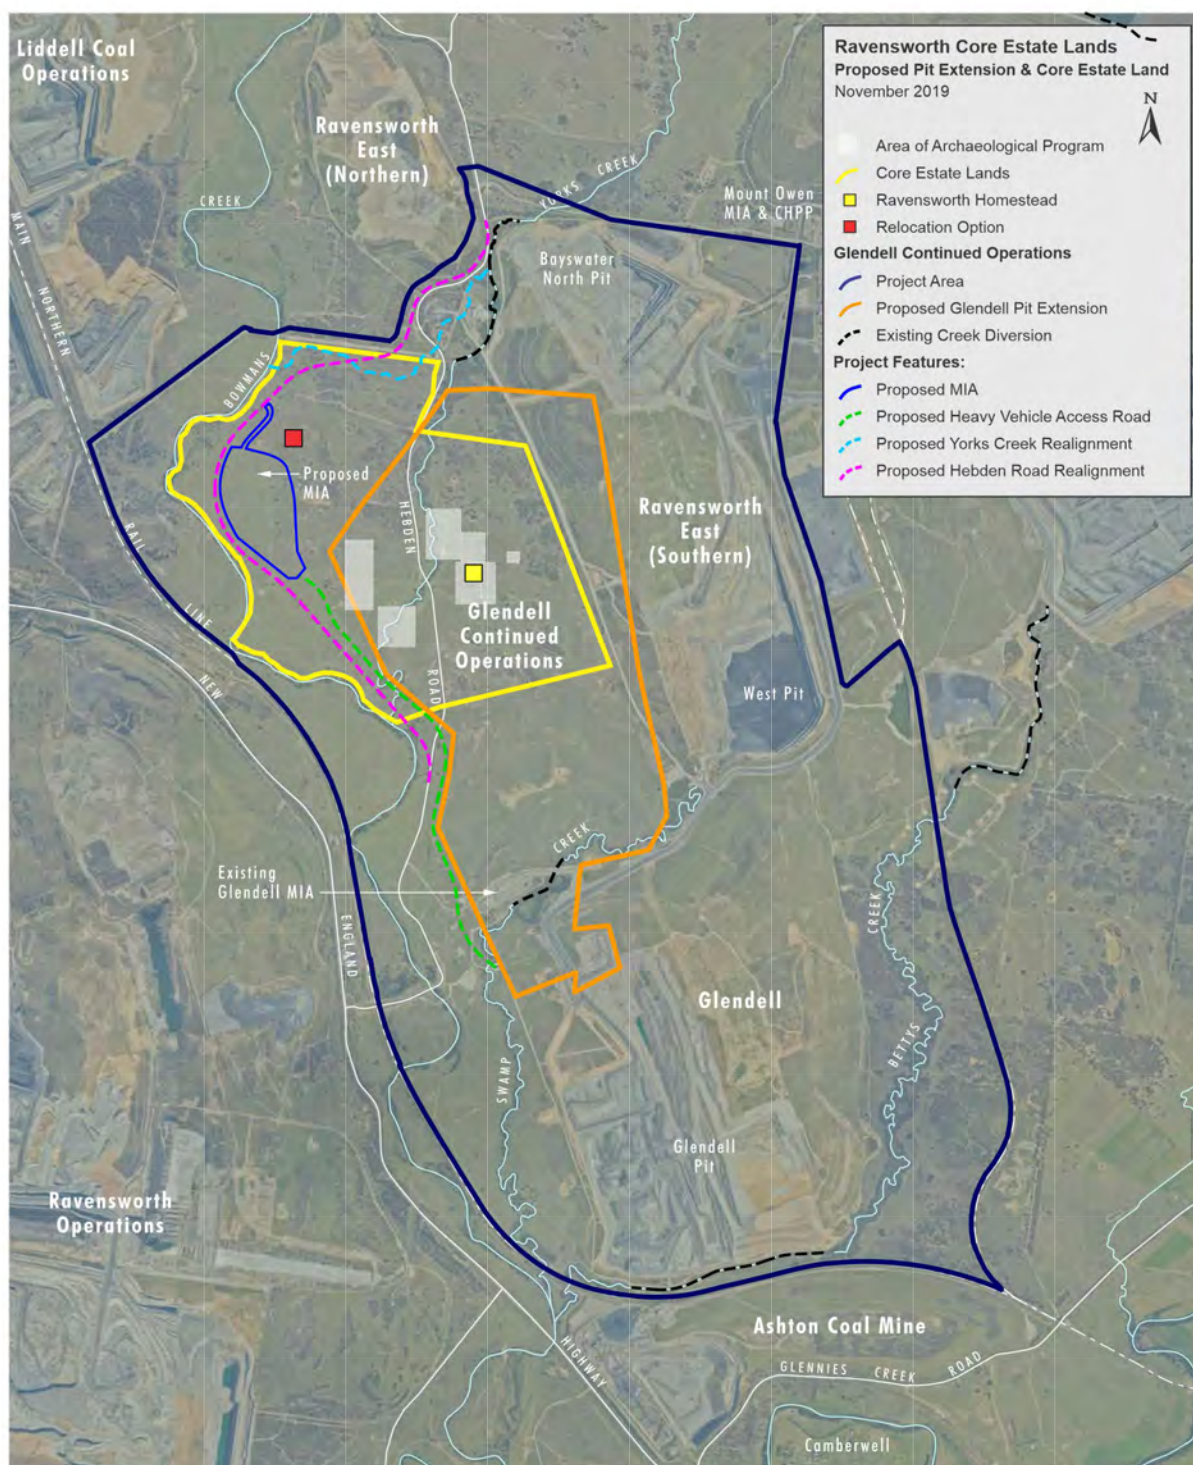 Ravensworth Core Estate Lands
Proposed Pit Extension & Core Estate Land
November 2019
N
Area of Archaeological Program
Core Estate Lands
Ravensworth Homestead
Relocation Option
Glendell Continued Operations
Project Area
Proposed Glendell Pit Extension
Existing Creek Diversion
Project Features:
Proposed MIA
Proposed Heavy Vehicle Access Road
Proposed Yorks Creek Realignment
Proposed Hebden Road Realignment
Liddell Coal
Operations
Ravensworth
East
(Northern)
CREEK
YORKS CREEK
Mount Owen
MIA & CHPP
Bayswater
North Pit
MAIN
NORTHERN
RAIL
LINE
BOWMANS
Proposed
MIA
HEBDEN
ROAD
Ravensworth
East
(Southern)
Glendell
Continued
Operations
West Pit
NEW
ENGLAND
HIGHWAY
Existing
Glendell MIA
CREEK
SWAMP
CREEK
BETTYS
Glendell
Glendell
Pit
Ravensworth
Operations
Ashton Coal Mine
GLENNIES CREEK ROAD
Camberwell